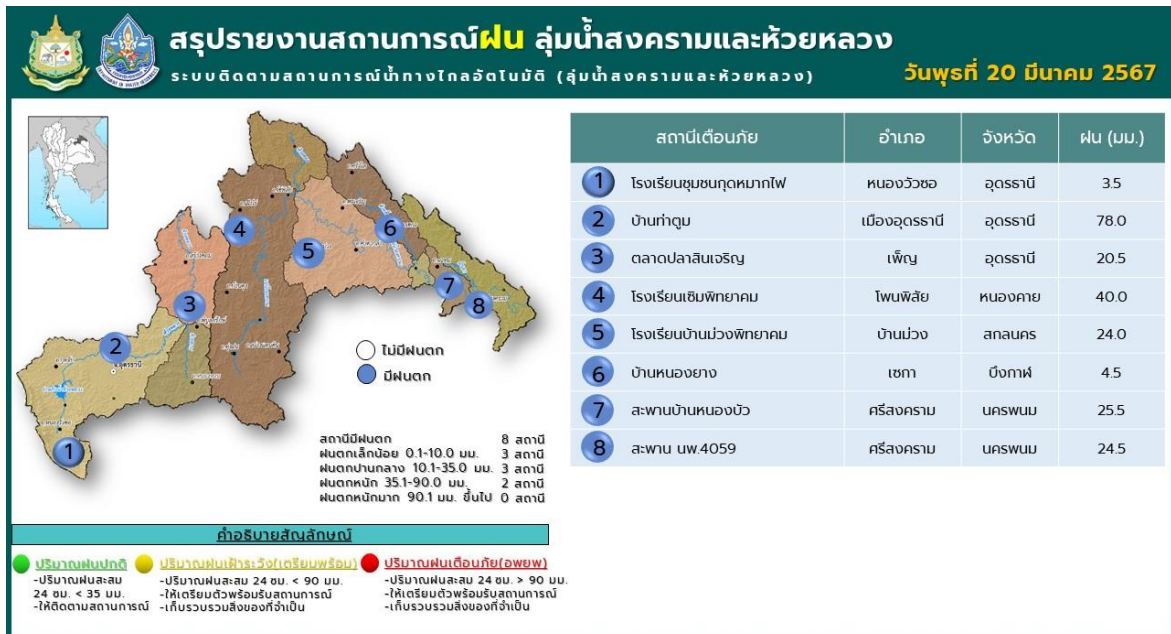 สรุปรายงานสถานการณ์ฝน ลุ่มน้ำสงครามและห้วยหลวง
ระบบติดตามสถานการณ์น้ำทางไกลอัตโนมัติ (ลุ่มน้ำสงครามและห้วยหลวง)
วันพุธที่ 20 มีนาคม 2567
สถานีเตือนภัย อำเภอ จังหวัด ฝน (มม.)
1 โรงเรียนชุมชนกุดหมากไฟ หนองวัวซอ อุดรธานี 3.5
2 บ้านท่าตูม เมืองอุดรธานี อุดรธานี 78.0
3 ตลาดปลาสินเจริญ เพ็ญ อุดรธานี 20.5
4 โรงเรียนเซิมพิทยาคม โพนพิสัย หนองคาย 40.0
5 โรงเรียนบ้านม่วงพิทยาคม บ้านม่วง สกลนคร 24.0
6 บ้านหนองยาง เซกา บึงกาฬ 4.5
7 สะพานบ้านหนองบัว ศรีสงคราม นครพนม 25.5
8 สะพาน นพ.4059 ศรีสงคราม นครพนม 24.5
4
6
5
7
8
3
2
1
อ.อุดรธานี
ไม่มีฝนตก
มีฝนตก
สถานีมีฝนตก 8 สถานี
ฝนตกเล็กน้อย 0.1-10.0 มม. 3 สถานี
ฝนตกปานกลาง 10.1-35.0 มม. 3 สถานี
ฝนตกหนัก 35.1-90.0 มม. 2 สถานี
ฝนตกหนักมาก 90.1 มม. ขึ้นไป 0 สถานี
คำอธิบายสัญลักษณ์
ปริมาณฝนปกติ
-ปริมาณฝนสะสม
24 ชม. < 35 มม.
-ให้ติดตามสถานการณ์
ปริมาณฝนเฝ้าระวัง(เตรียมพร้อม)
-ปริมาณฝนสะสม 24 ชม. < 90 มม.
-ให้เตรียมตัวพร้อมรับสถานการณ์
-เก็บรวบรวมสิ่งของที่จำเป็น
ปริมาณฝนเตือนภัย(อพยพ)
-ปริมาณฝนสะสม 24 ชม. > 90 มม.
-ให้เตรียมตัวพร้อมรับสถานการณ์
-เก็บรวบรวมสิ่งของที่จำเป็น